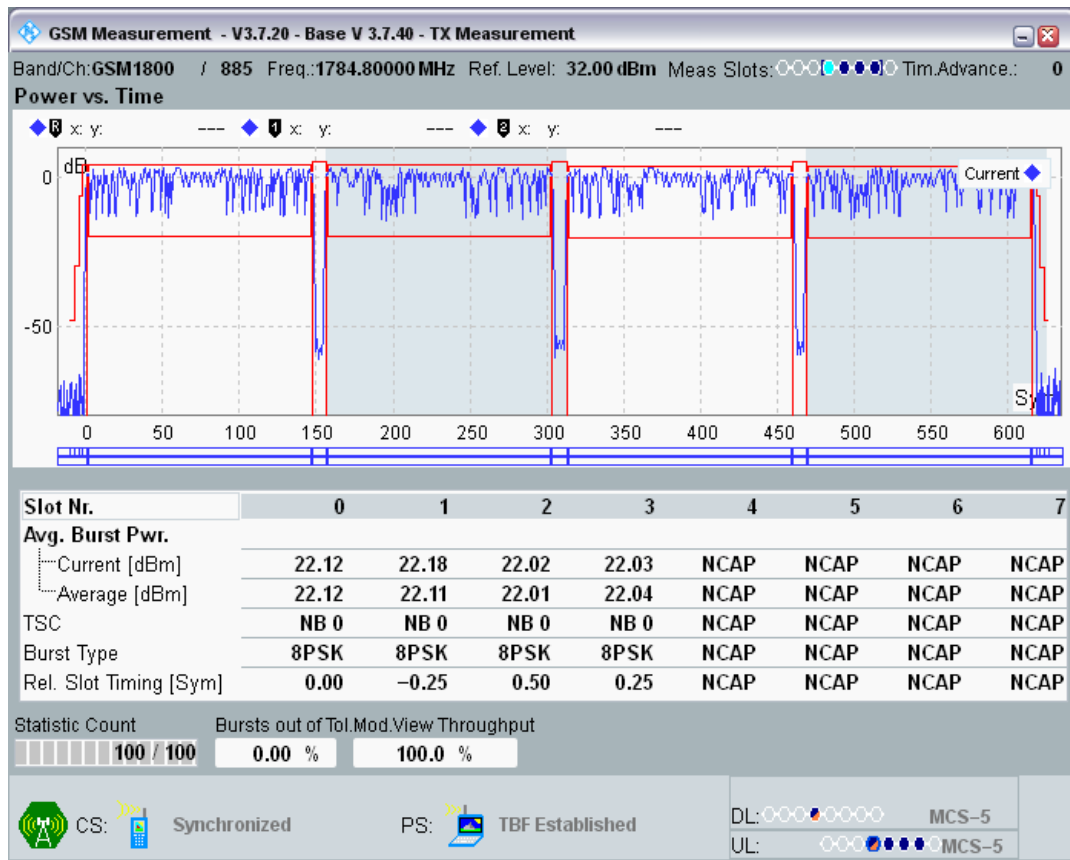 GSM Measurement - V3.7.20 - Base V 3.7.40 - TX Measurement
Band/Ch:GSM1800 / 885 Freq.:1784.80000 MHz Ref. Level: 32.00 dBm Meas Slots: Tim.Advance.: 0
Power vs. Time
R x: y: --- 1 x: y: --- 2 x: y: ---
dB
0
Current
-50
0 50 100 150 200 250 300 350 400 450 500 550 600
Slot Nr. 0 1 2 3 4 5 6 7
Avg. Burst Pwr.
Current [dBm] 22.12 22.18 22.02 22.03 NCAP NCAP NCAP NCAP
Average [dBm] 22.12 22.11 22.01 22.04 NCAP NCAP NCAP NCAP
TSC NB 0 NB 0 NB 0 NB 0 NCAP NCAP NCAP NCAP
Burst Type 8PSK 8PSK 8PSK 8PSK NCAP NCAP NCAP NCAP
Rel. Slot Timing [Sym] 0.00 −0.25 0.50 0.25 NCAP NCAP NCAP NCAP
Statistic Count Bursts out of Tol. Mod.View Throughput
100 / 100 0.00 % 100.0 %
CS: Synchronized PS: TBF Established
DL: MCS−5
UL: MCS−5